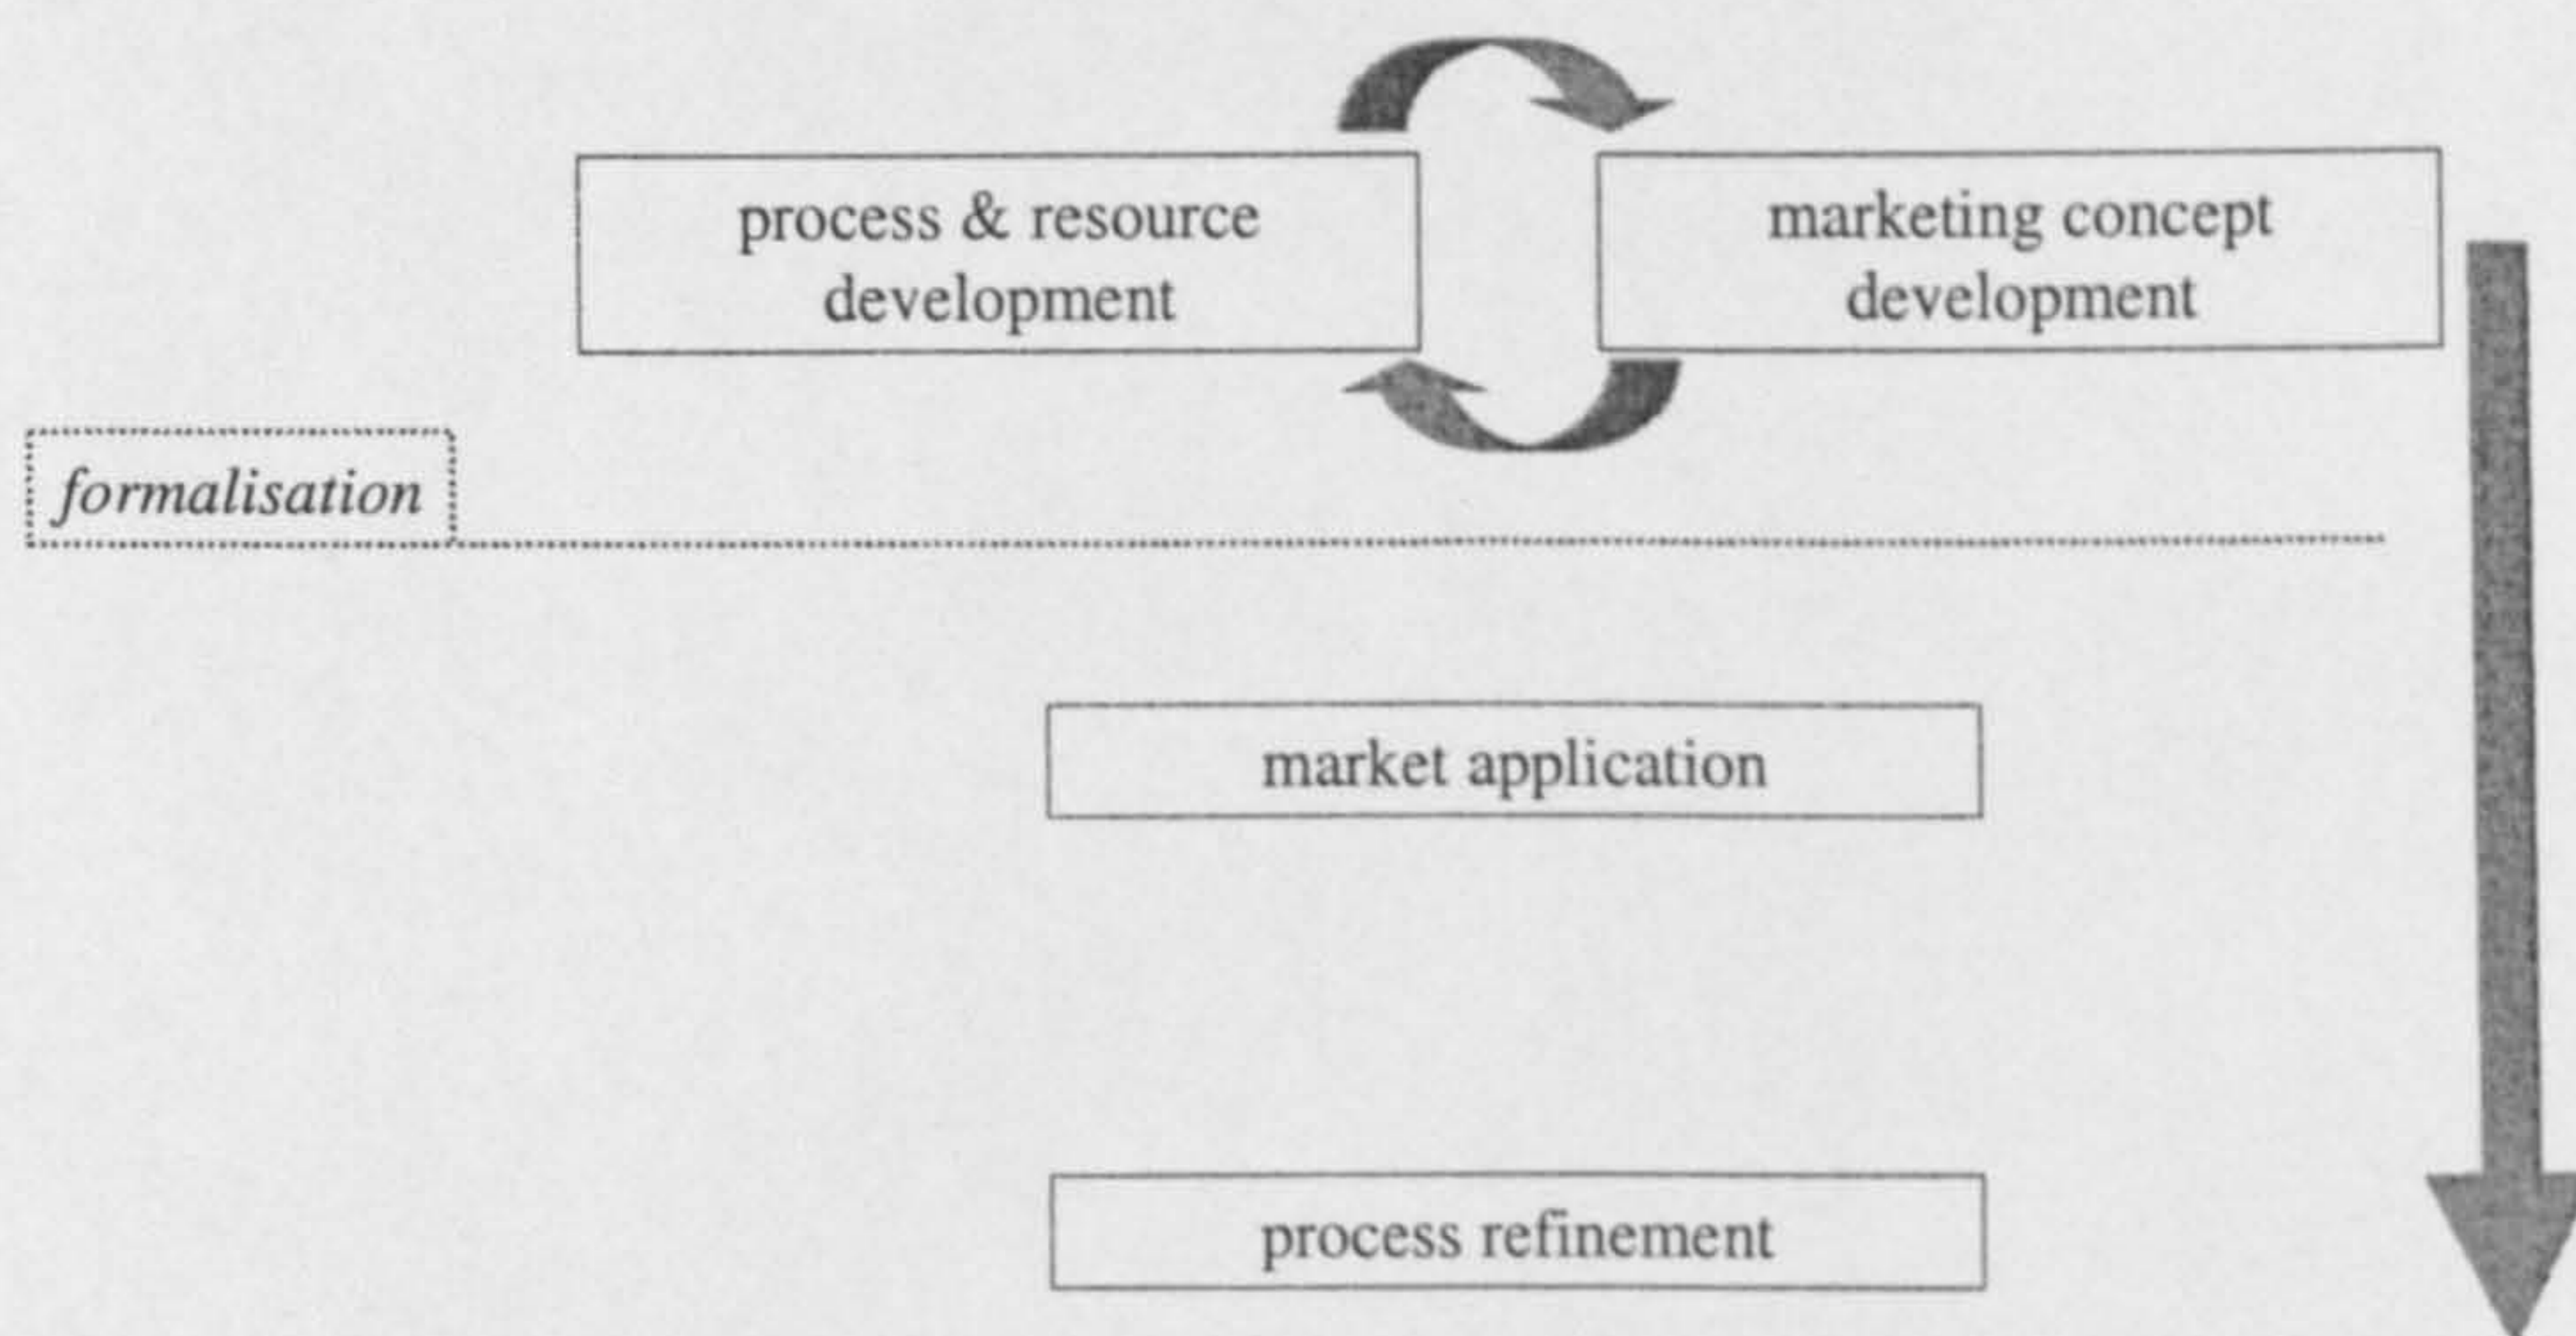 process & resource
development
marketing concept
development
formalisation
market application
process refinement